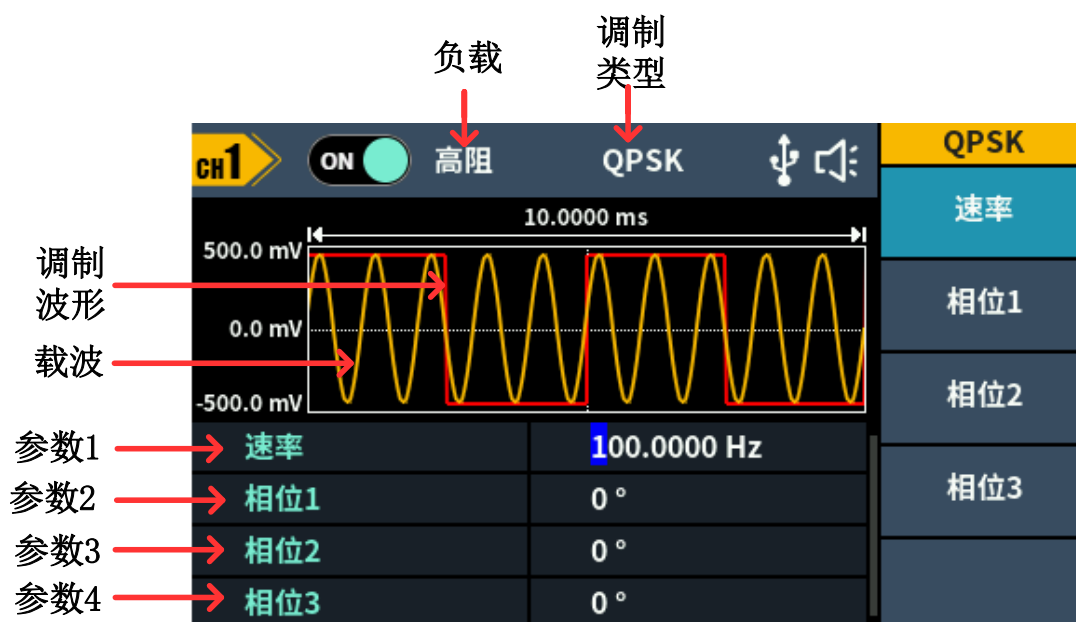 负载
调制
类型
CH1
ON
高阻
QPSK
QPSK
速率
相位1
相位2
相位3
10.0000 ms
500.0 mV
0.0 mV
-500.0 mV
调制
波形
载波
参数1
速率
100.0000 Hz
参数2
相位1
0 °
参数3
相位2
0 °
参数4
相位3
0 °